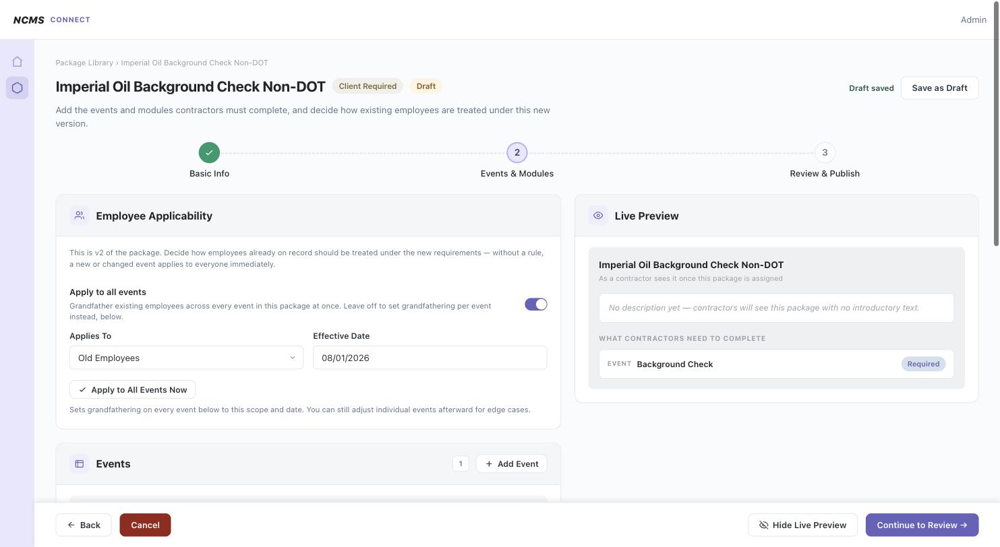 NCMS CONNECT
Admin
Package Library › Imperial Oil Background Check Non-DOT
Imperial Oil Background Check Non-DOT
Client Required
Draft
Draft saved
Save as Draft
Add the events and modules contractors must complete, and decide how existing employees are treated under this new
version.
2
3
Basic Info
Events & Modules
Review & Publish
Employee Applicability
This is v2 of the package. Decide how employees already on record should be treated under the new requirements — without a rule,
a new or changed event applies to everyone immediately.
Apply to all events
Grandfather existing employees across every event in this package at once. Leave off to set grandfathering per event
instead, below.
Applies To
Effective Date
Old Employees
08/01/2026
Apply to All Events Now
Sets grandfathering on every event below to this scope and date. You can still adjust individual events afterward for edge cases.
Events
1
+ Add Event
Live Preview
Imperial Oil Background Check Non-DOT
As a contractor sees it once this package is assigned
No description yet — contractors will see this package with no introductory text.
WHAT CONTRACTORS NEED TO COMPLETE
EVENT Background Check
Required
← Back
Cancel
Hide Live Preview
Continue to Review →